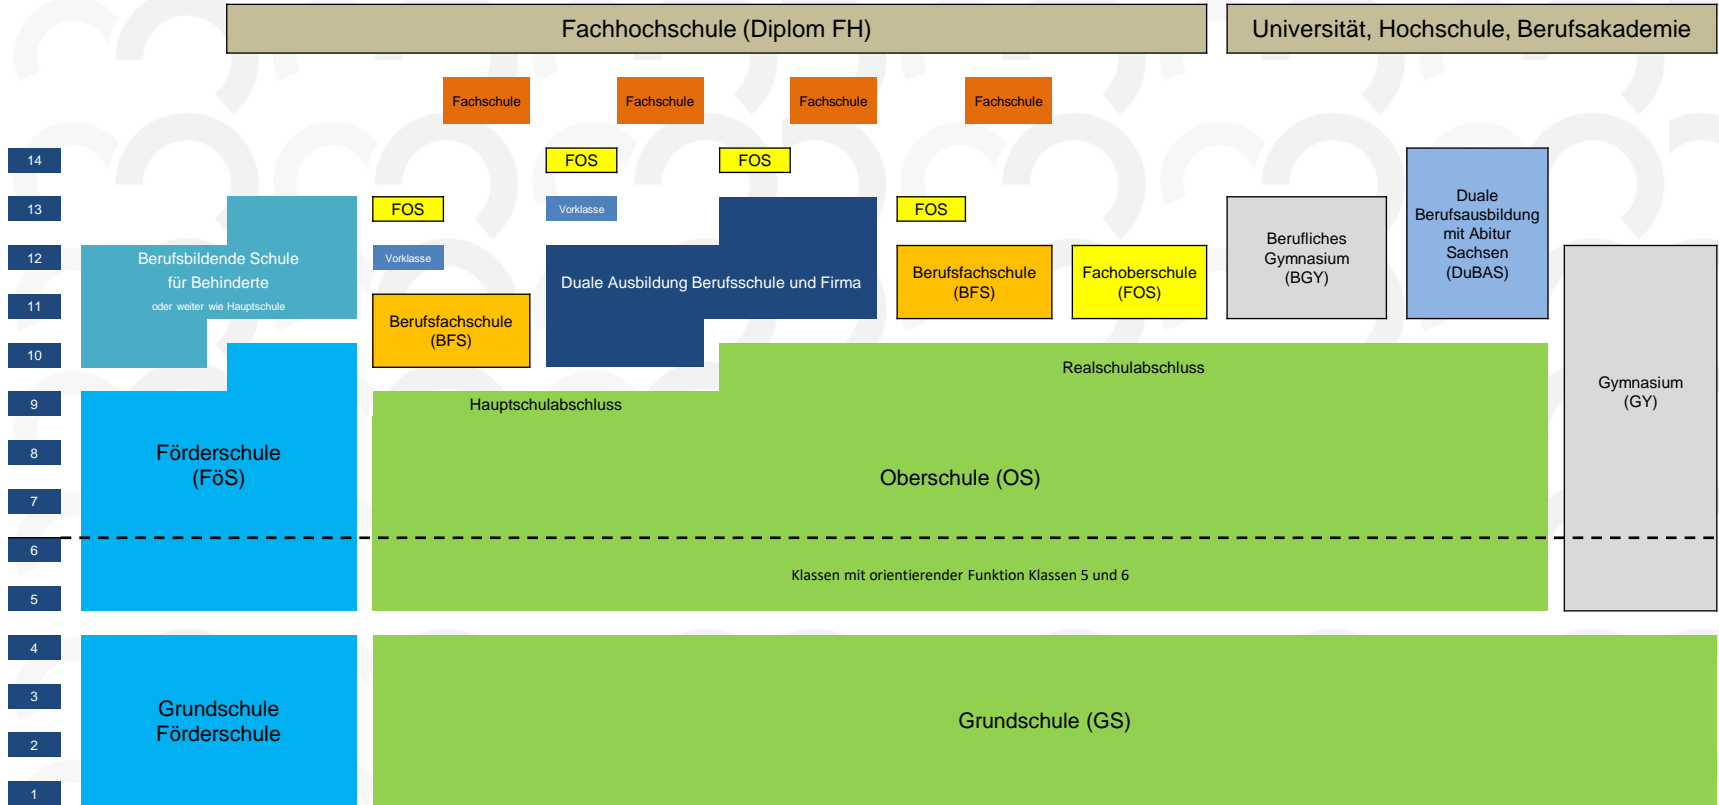 Fachhochschule (Diplom FH)
Universität, Hochschule, Berufsakademie
Fachschule
Fachschule
Fachschule
Fachschule
14
FOS
FOS
13
FOS
Vorklasse
FOS
Duale
Berufsausbildung
mit Abitur
Sachsen
(DuBAS)
12
Berufsbildende Schule
für Behinderte
oder weiter wie Hauptschule
Vorklasse
Duale Ausbildung Berufsschule und Firma
Berufsfachschule
(BFS)
Fachoberschule
(FOS)
Berufliches
Gymnasium
(BGY)
11
Berufsfachschule
(BFS)
10
Realschulabschluss
Gymnasium
(GY)
9
Hauptschulabschluss
8
Förderschule
(FöS)
Oberschule (OS)
7
6
Klassen mit orientierender Funktion Klassen 5 und 6
5
4
3
Grundschule
Förderschule
Grundschule (GS)
2
1